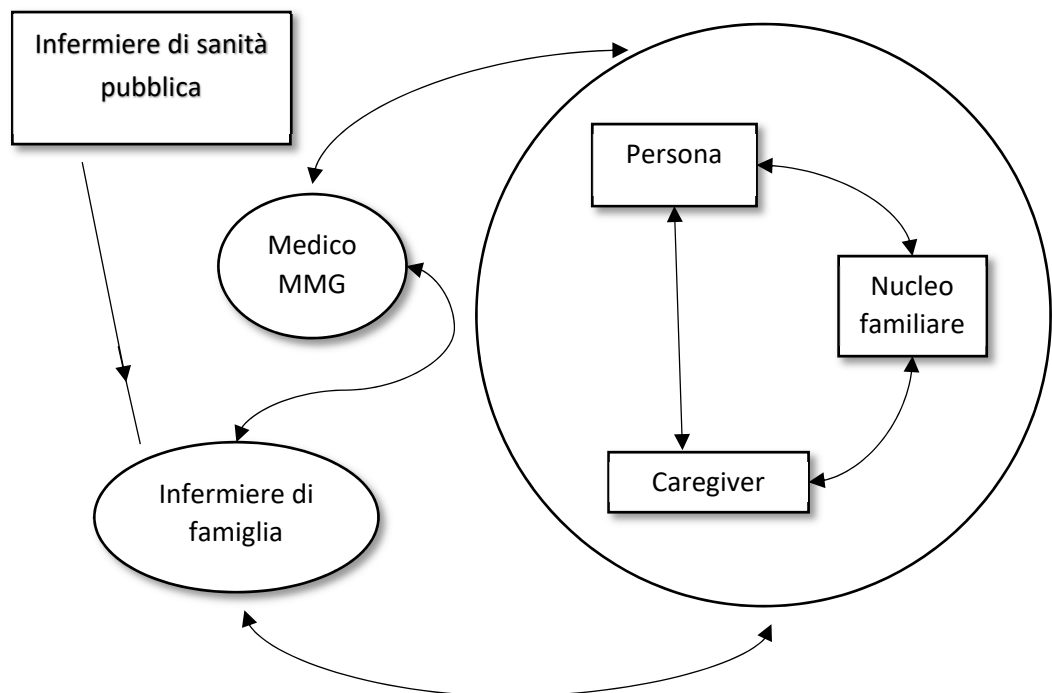 Infermiere di sanità
pubblica
Persona
Medico
MMG
Nucleo
familiare
Caregiver
Infermiere di
famiglia